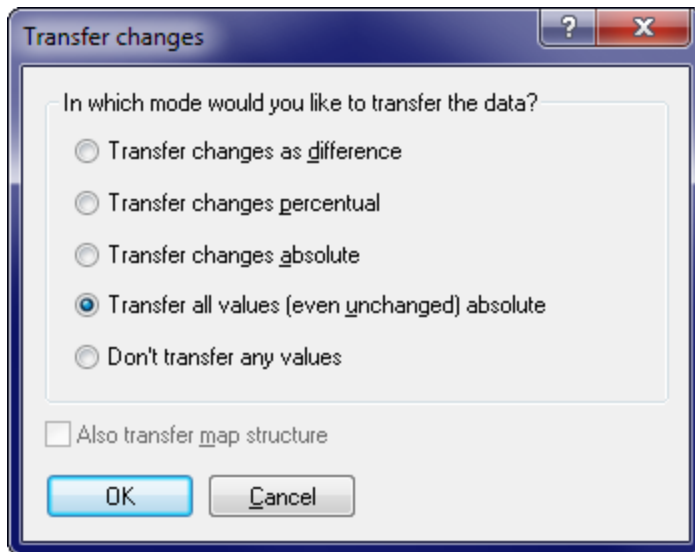 Transfer changes
?
In which mode would you like to transfer the data?
Transfer changes as difference
Transfer changes percentual
Transfer changes absolute
Transfer all values (even unchanged) absolute
Don't transfer any values
Also transfer map structure
OK
Cancel